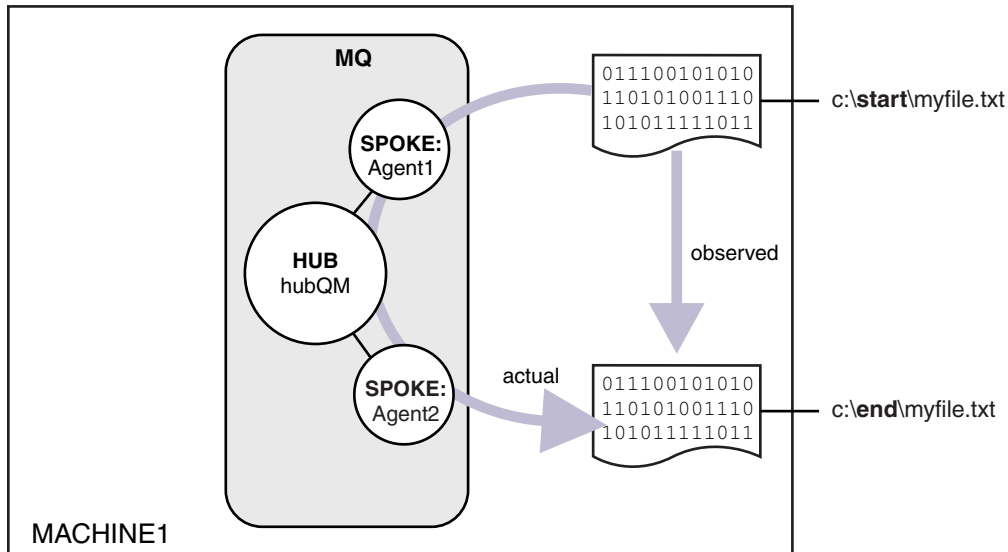 MQ
011100101010
110101001110
101011111011
c:\start\myfile.txt
SPOKE:
Agent1
HUB
hubQM
observed
SPOKE:
Agent2
actual
011100101010
110101001110
101011111011
c:\end\myfile.txt
MACHINE1